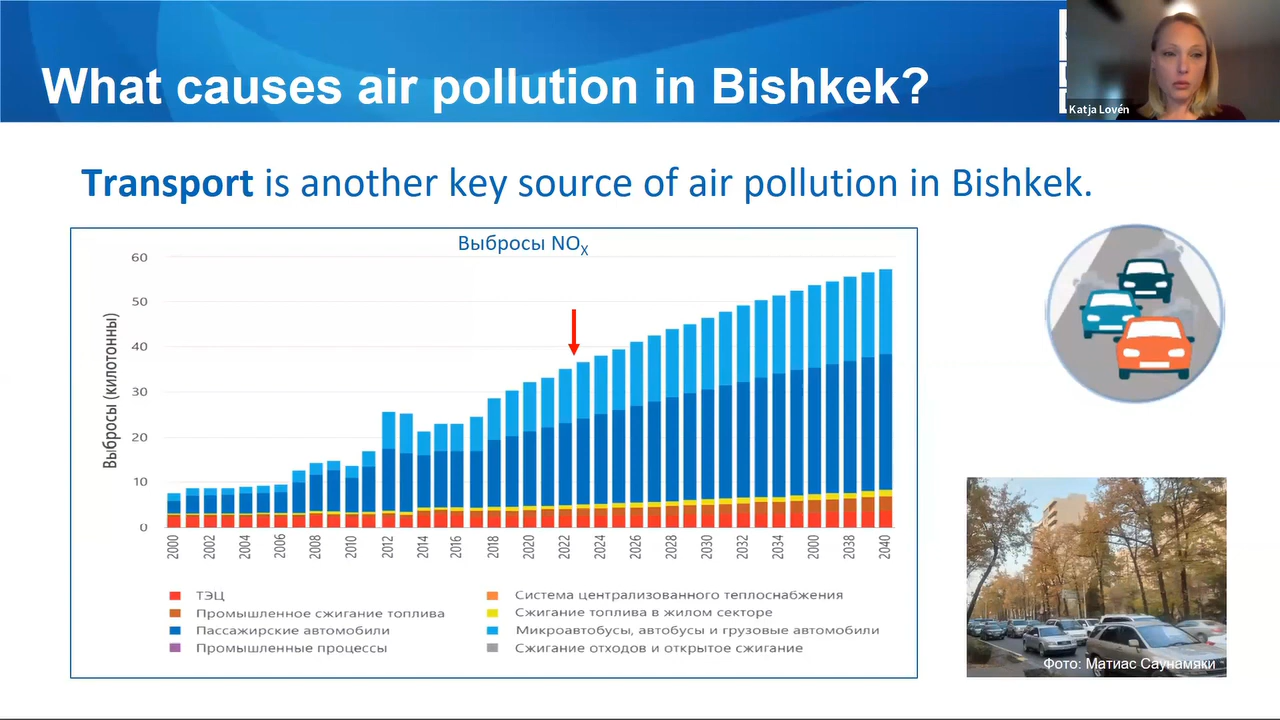 What causes air pollution in Bishkek?
Katja Lovén
Transport is another key source of air pollution in Bishkek.
Выбросы NOX
Выбросы (килотонны)
60
50
40
30
20
10
0
2000 2002 2004 2006 2008 2010 2012 2014 2016 2018 2020 2022 2024 2026 2028 2030 2032 2034 2000 2038 2040
ТЭЦ
Система централизованного теплоснабжения
Промышленное сжигание топлива
Сжигание топлива в жилом секторе
Пассажирские автомобили
Микроавтобусы, автобусы и грузовые автомобили
Промышленные процессы
Сжигание отходов и открытое сжигание
Фото: Матиас Саунамяки